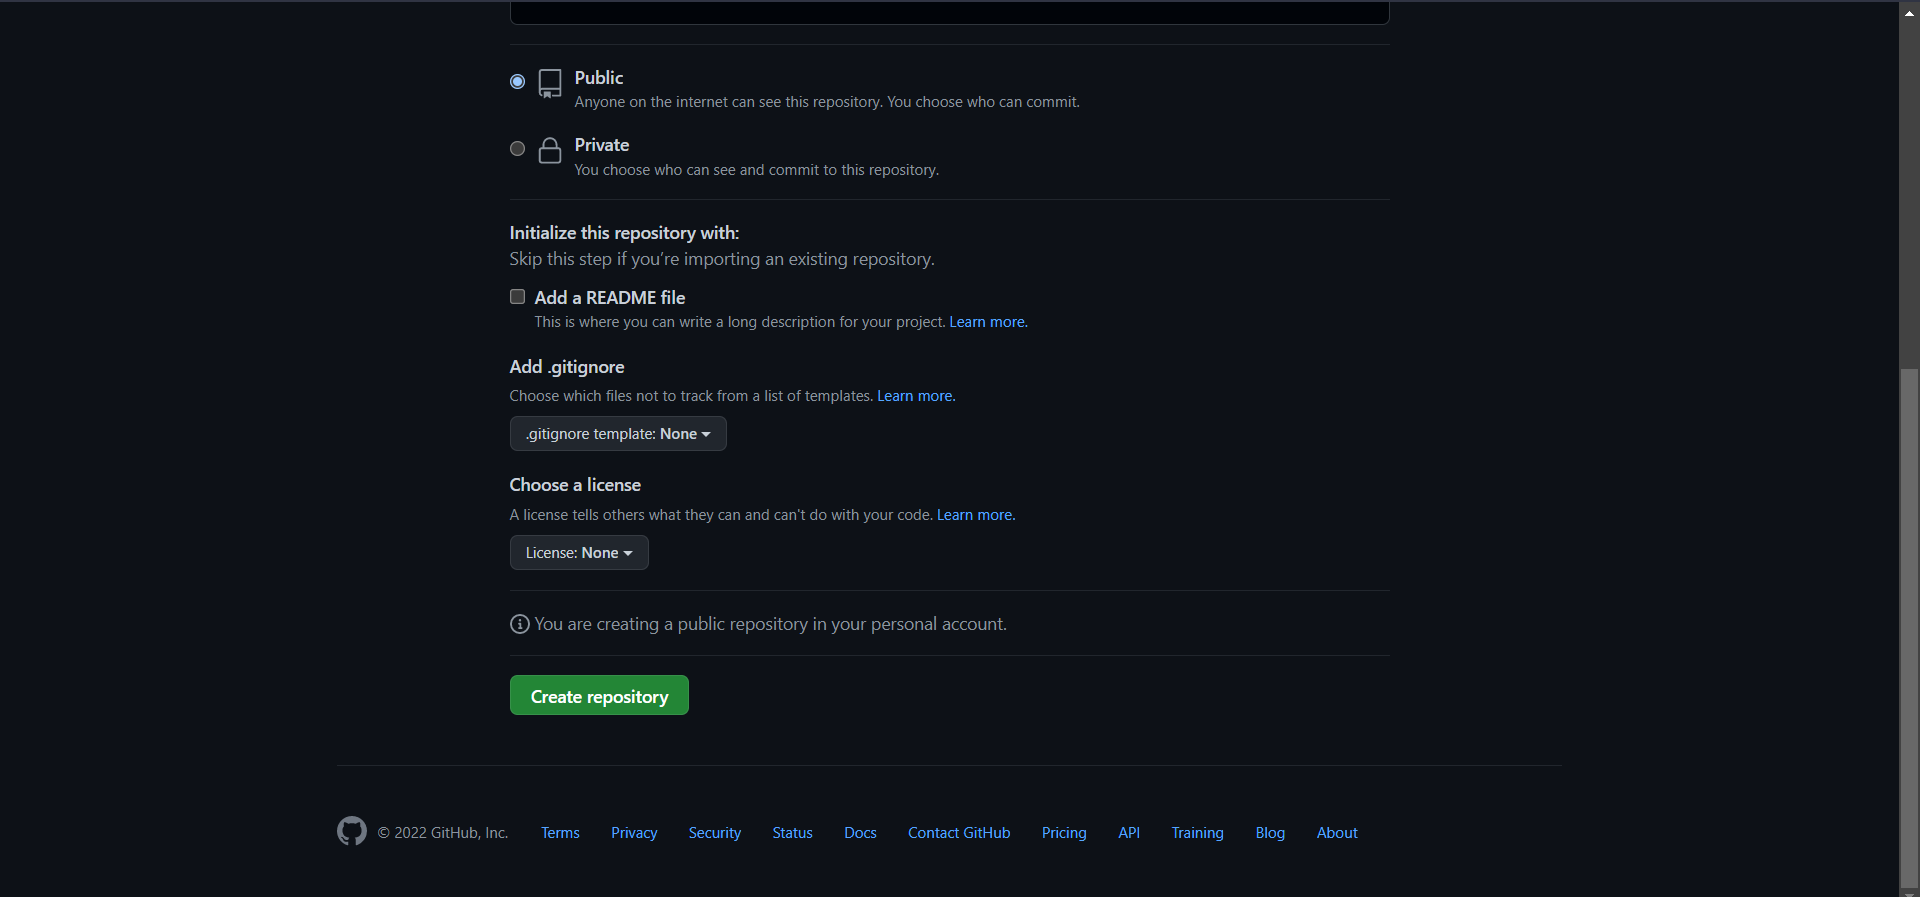 Public
Anyone on the internet can see this repository. You choose who can commit.
Private
You choose who can see and commit to this repository.
Initialize this repository with:
Skip this step if you’re importing an existing repository.
Add a README file
This is where you can write a long description for your project. Learn more.
Add .gitignore
Choose which files not to track from a list of templates. Learn more.
.gitignore template: None
Choose a license
A license tells others what they can and can't do with your code. Learn more.
License: None
You are creating a public repository in your personal account.
Create repository
© 2022 GitHub, Inc. Terms Privacy Security Status Docs Contact GitHub Pricing API Training Blog About